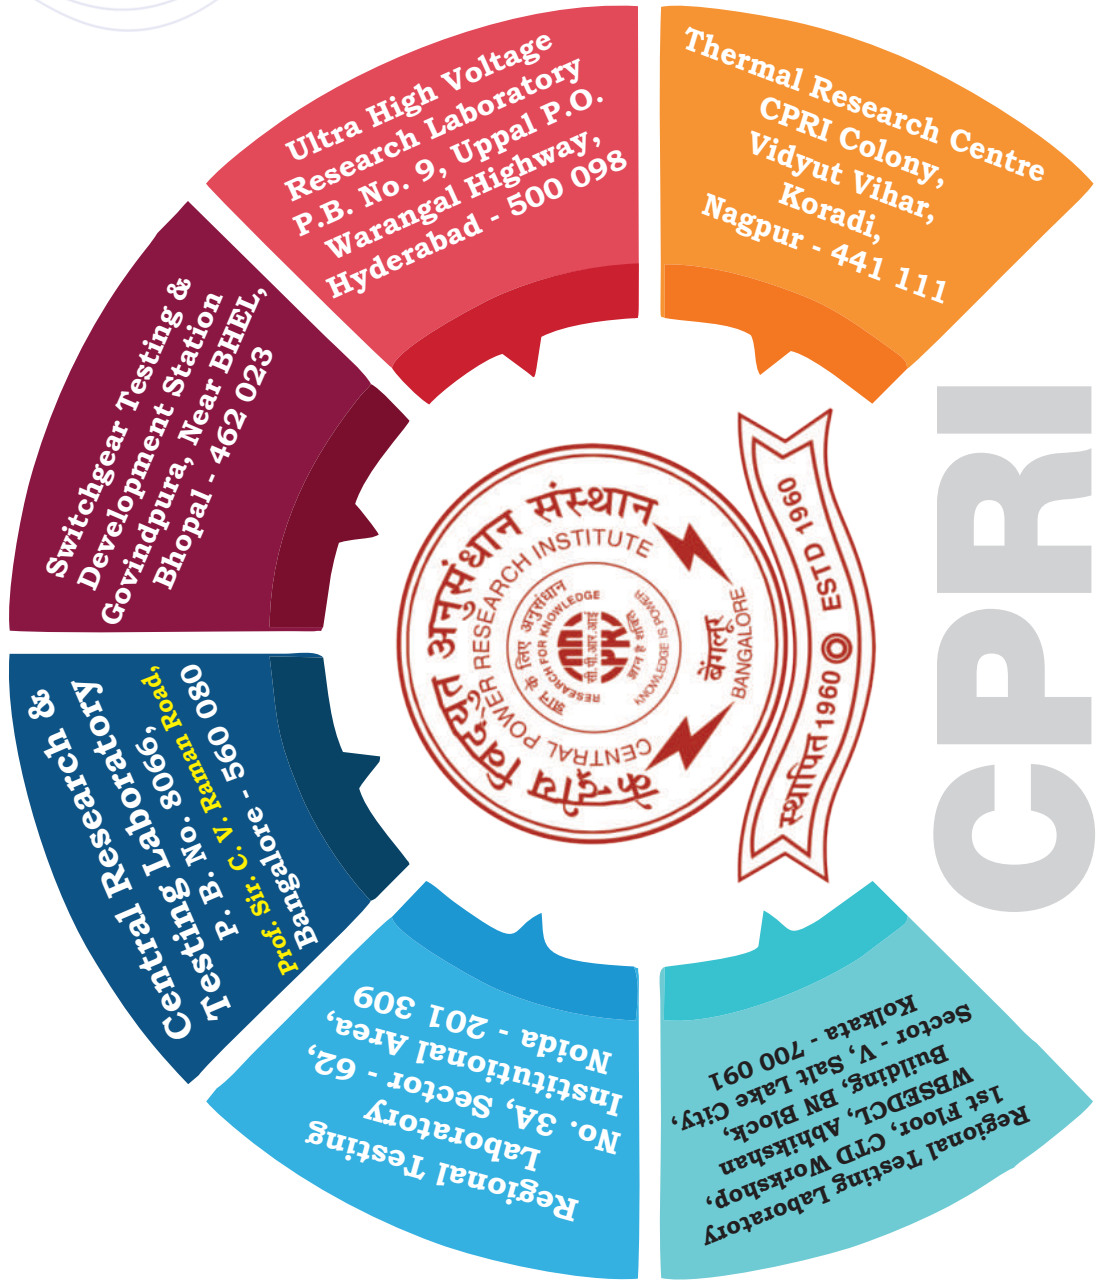 Thermal Research Centre
CPRI Colony,
Vidyut Vihar,
Koradi,
Nagpur - 441 111
Ultra High Voltage
Research Laboratory
P.B. No. 9, Uppal P.O.
Warangal Highway,
Hyderabad - 500 098
Switchgear Testing &
Development Station
Govindpura, Near BHEL,
Bhopal - 462 023
Central Research &
Testing Laboratory
P. B. No. 8066,
Prof. Sir. C. V. Raman Road,
Bangalore - 560 080
Regional Testing
Laboratory
No. 3A, Sector - 62,
Institutional Area,
Noida - 201 309
Regional Testing Laboratory
1st Floor, CTD Workshop,
WBSEDCL, Abhikshan
Building, BN Block,
Sector - V, Salt Lake City,
Kolkata - 700 091
केन्द्रीय विद्युत अनुसंधान संस्थान
CENTRAL POWER RESEARCH INSTITUTE
ज्ञान के लिए अनुसंधान
RESEARCH FOR KNOWLEDGE
सी.पी.आर.आई
ज्ञान ही शक्ति है
KNOWLEDGE IS POWER
बेंगलूर
BANGALORE
स्थापित 1960 ESTD 1960
CPRI